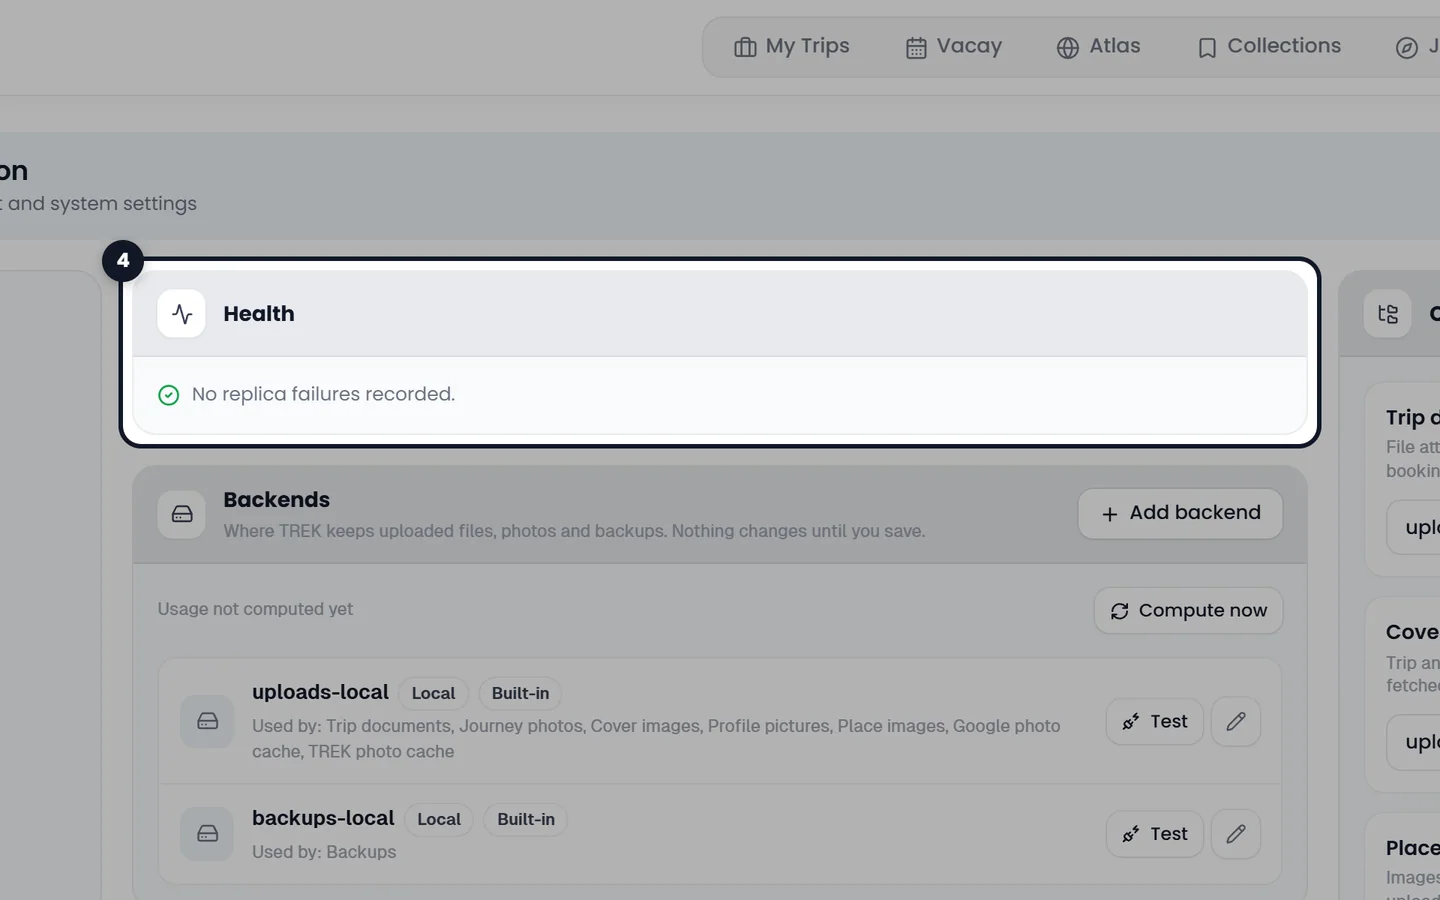 My Trips
Vacay
Atlas
Collections
J
on
t and system settings
4
Health
No replica failures recorded.
Backends
Where TREK keeps uploaded files, photos and backups. Nothing changes until you save.
Add backend
Usage not computed yet
Compute now
uploads-local Local Built-in
Used by: Trip documents, Journey photos, Cover images, Profile pictures, Place images, Google photo
cache, TREK photo cache
Test
backups-local Local Built-in
Used by: Backups
Test
Trip d
File att
bookin
uplo
Cove
Trip an
fetche
uplo
Place
Images